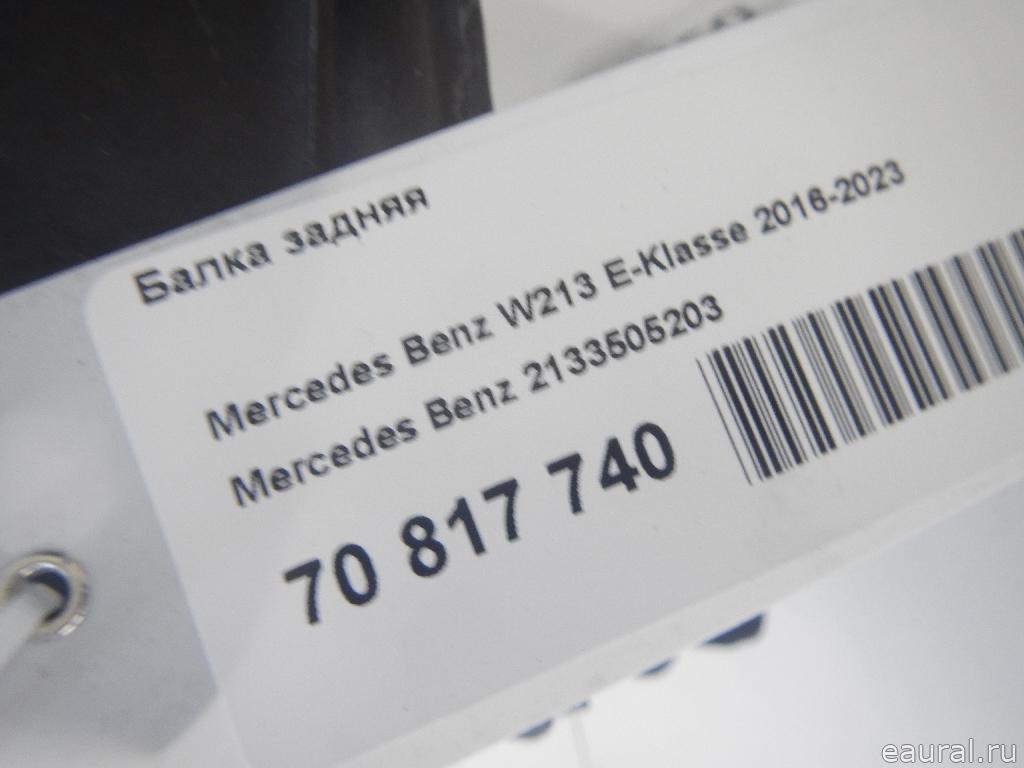 Балка задняя
Mercedes Benz W213 E-Klasse 2016-2023
Mercedes Benz 2133505203
70 817 740
eaural.ru